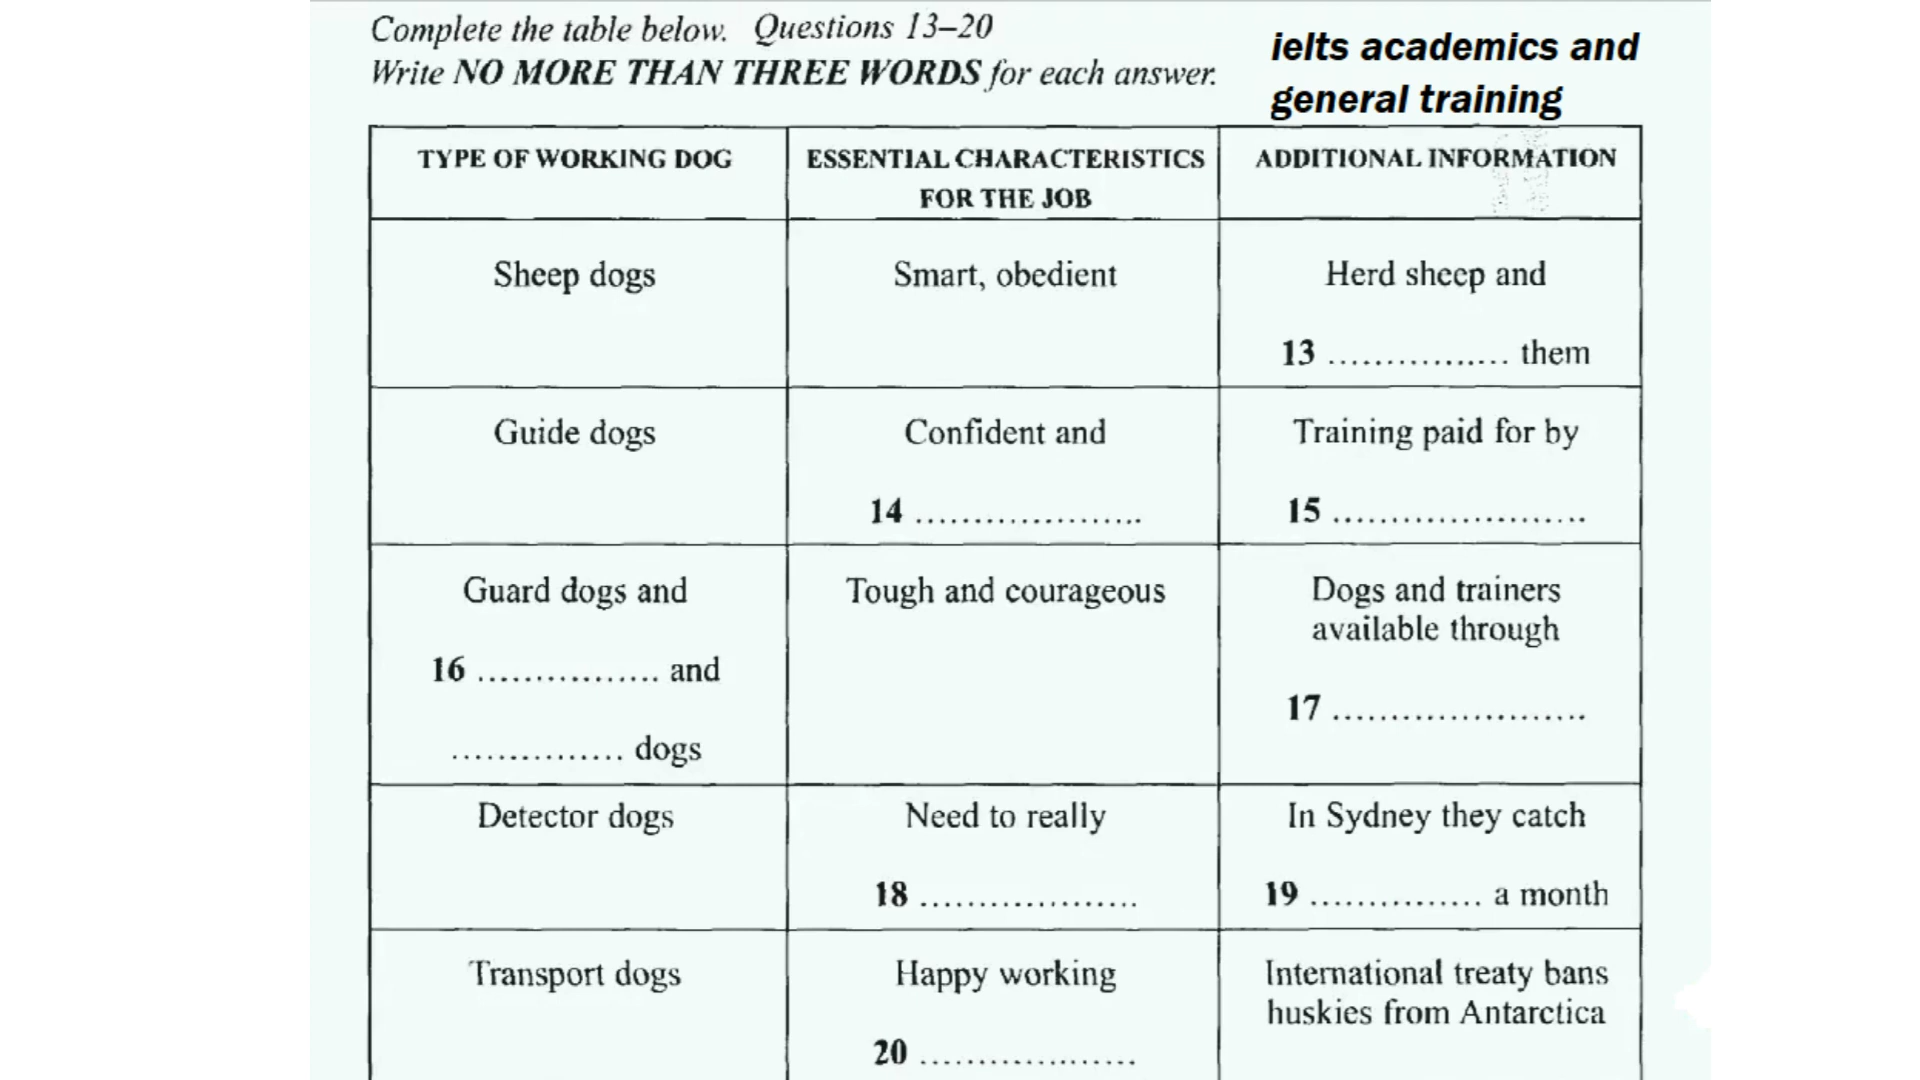 Complete the table below. Questions 13–20
Write NO MORE THAN THREE WORDS for each answer.
ielts academics and
general training
TYPE OF WORKING DOG
ESSENTIAL CHARACTERISTICS
FOR THE JOB
ADDITIONAL INFORMATION
Sheep dogs
Smart, obedient
Herd sheep and
13 ................ them
Guide dogs
Confident and
14 ....................
Training paid for by
15 ......................
Guard dogs and
16 ................ and
............... dogs
Tough and courageous
Dogs and trainers
available through
17 ......................
Detector dogs
Need to really
18 ...................
In Sydney they catch
19 ............... a month
Transport dogs
Happy working
20 ...................
International treaty bans
huskies from Antarctica